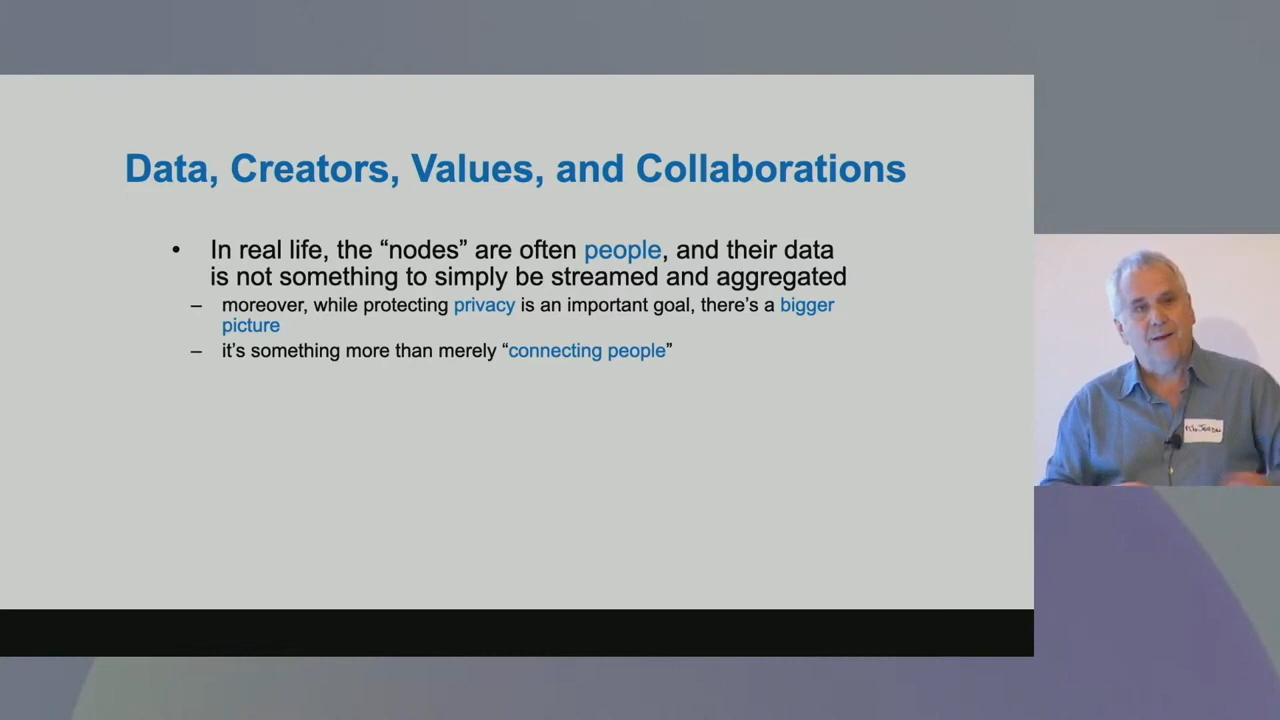 Data, Creators, Values, and Collaborations
• In real life, the “nodes” are often people, and their data
is not something to simply be streamed and aggregated
– moreover, while protecting privacy is an important goal, there’s a bigger
picture
– it’s something more than merely “connecting people”